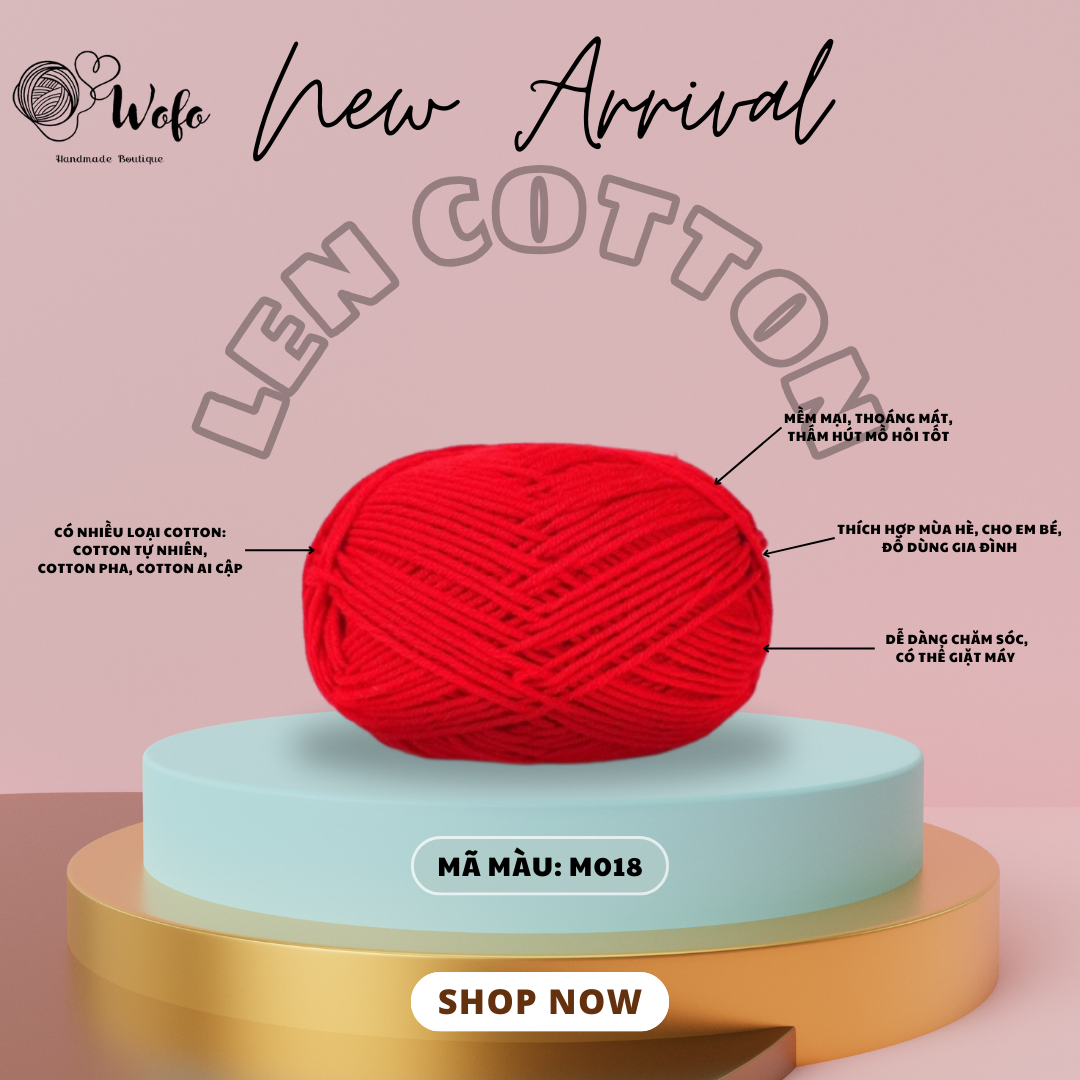 Wofo
Handmade Boutique
New Arrival
LEN COTTON
MỀM MẠI, THOÁNG MÁT,
THẤM HÚT MỒ HÔI TỐT
CÓ NHIỀU LOẠI COTTON:
COTTON TỰ NHIÊN,
COTTON PHA, COTTON AI CẬP
THÍCH HỢP MÙA HÈ, CHO EM BÉ,
ĐỒ DÙNG GIA ĐÌNH
DỄ DÀNG CHĂM SÓC,
CÓ THỂ GIẶT MÁY
MÃ MÀU: M018
SHOP NOW